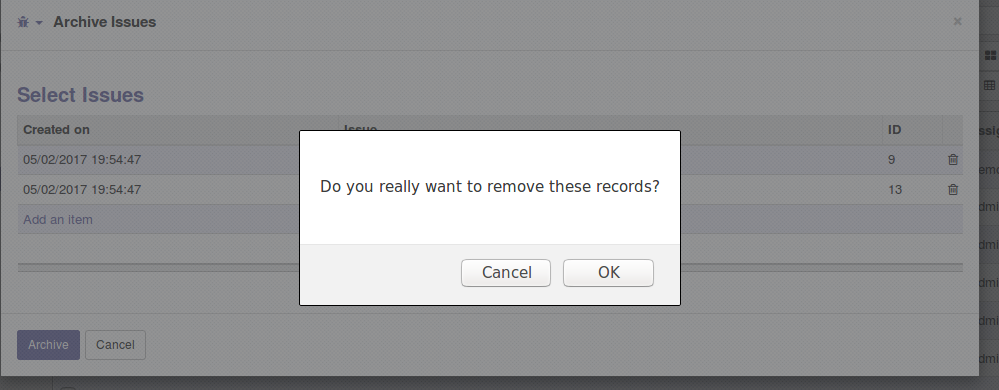 Archive Issues
×
Select Issues
Created on
ID
05/02/2017 19:54:47
9
05/02/2017 19:54:47
13
Add an item
Do you really want to remove these records?
Cancel
OK
Archive
Cancel